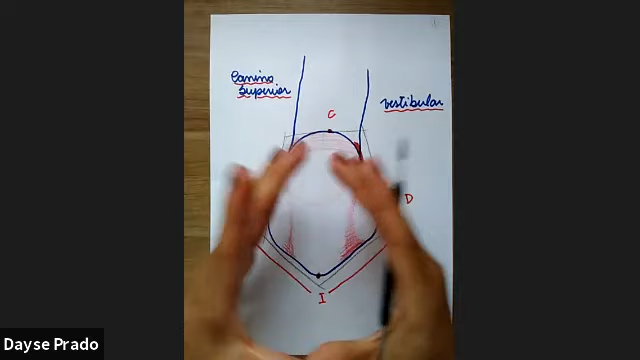 Canino
Superior
Vestibular
C
D
I
Dayse Prado